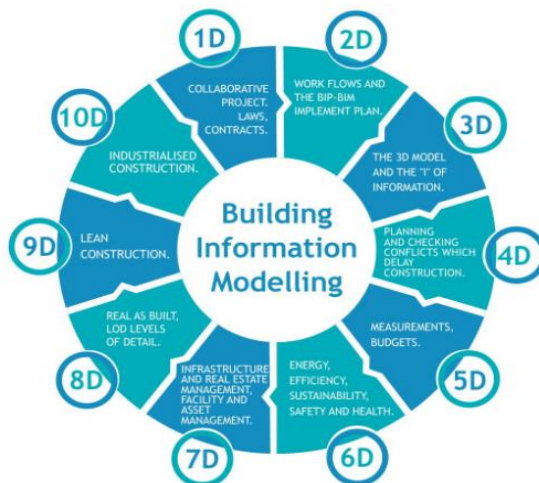 1D
COLLABORATIVE
PROJECT.
LAWS,
CONTRACTS.
2D
WORK FLOWS AND
THE BIP-BIM
IMPLEMENT PLAN.
3D
THE 3D MODEL
AND THE "I" OF
INFORMATION.
4D
PLANNING
AND CHECKING
CONFLICTS WHICH
DELAY
CONSTRUCTION.
5D
MEASUREMENTS,
BUDGETS.
6D
ENERGY,
EFFICIENCY,
SUSTAINABILITY,
SAFETY AND HEALTH.
7D
INFRASTRUCTURE
AND REAL ESTATE
MANAGEMENT,
FACILITY AND
ASSET
MANAGEMENT.
8D
REAL AS BUILT,
LOD LEVELS
OF DETAIL.
9D
LEAN
CONSTRUCTION.
10D
INDUSTRIALISED
CONSTRUCTION.
Building
Information
Modelling